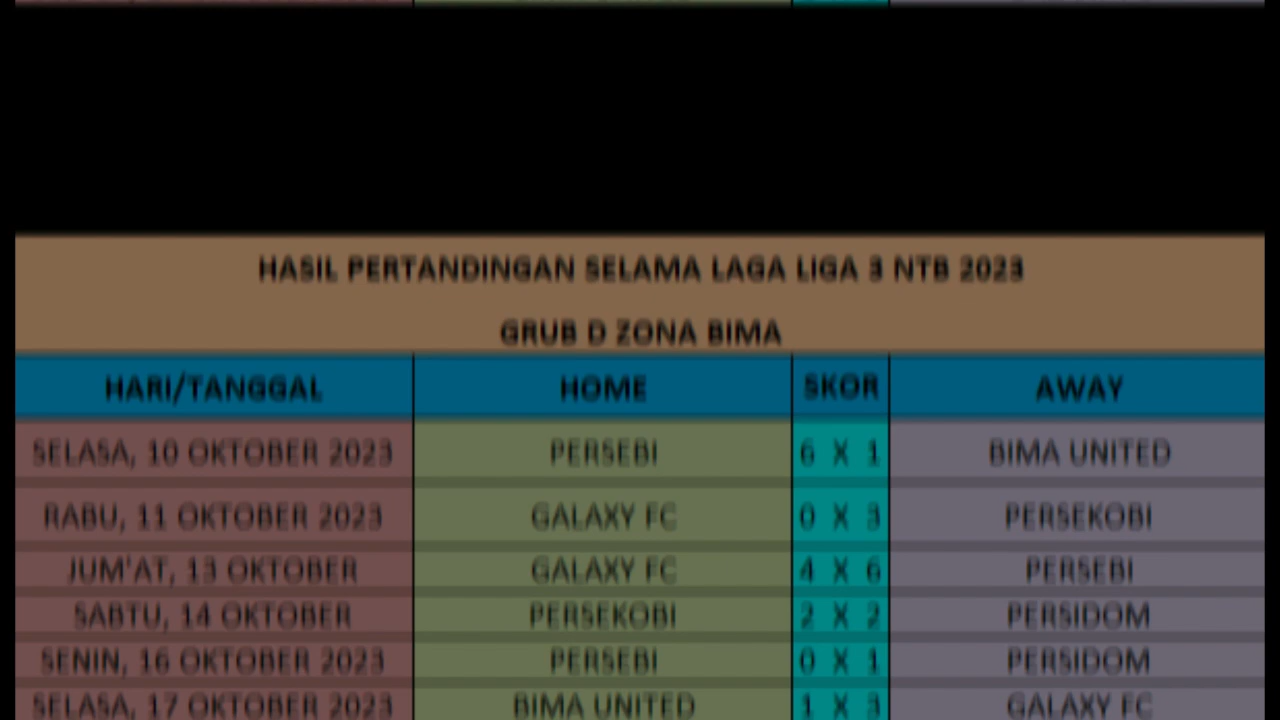 HASIL PERTANDINGAN SELAMA LAGA LIGA 3 NTB 2023
GRUB D ZONA BIMA
HARI/TANGGAL HOME SKOR AWAY
SELASA, 10 OKTOBER 2023 PERSEBI 6 X 1 BIMA UNITED
RABU, 11 OKTOBER 2023 GALAXY FC 0 X 3 PERSEKOBI
JUM'AT, 13 OKTOBER GALAXY FC 4 X 6 PERSEBI
SABTU, 14 OKTOBER PERSEKOBI 2 X 2 PERSIDOM
SENIN, 16 OKTOBER 2023 PERSEBI 0 X 1 PERSIDOM
SELASA, 17 OKTOBER 2023 BIMA UNITED 1 X 3 GALAXY FC